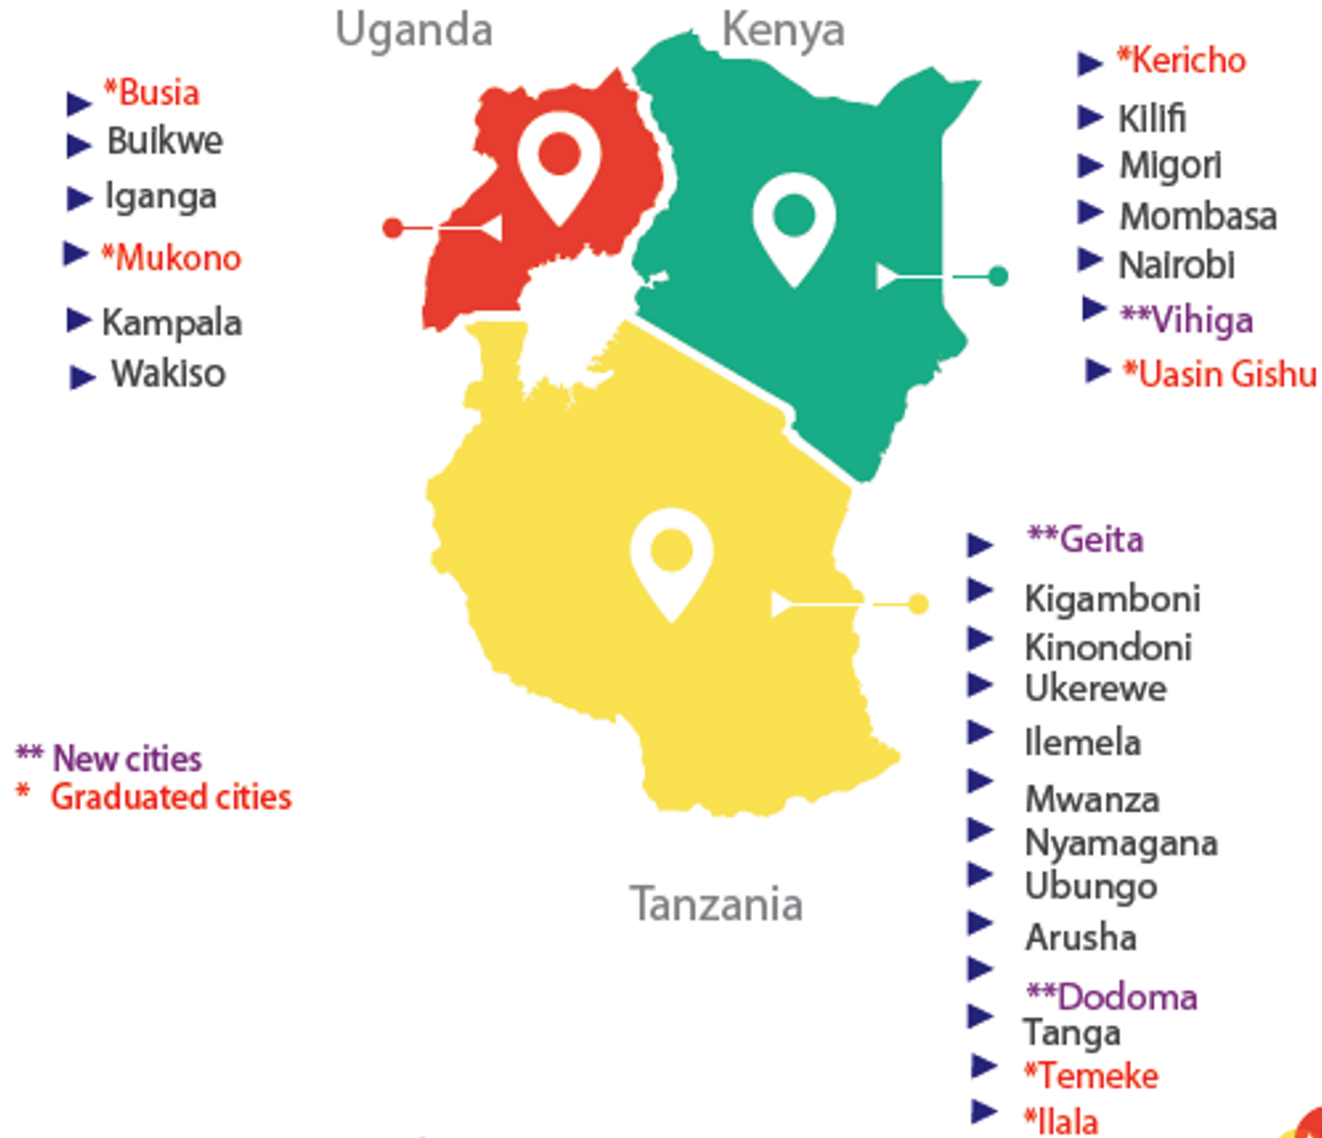 Uganda
Kenya
*Busia
Buikwe
Iganga
*Mukono
Kampala
Wakiso
*Kericho
Kilifi
Migori
Mombasa
Nairobi
**Vihiga
*Uasin Gishu
**Geita
Kigamboni
Kinondoni
Ukerewe
Ilemela
Mwanza
Nyamagana
Ubungo
Arusha
**Dodoma
Tanga
*Temeke
*Ilala
** New cities
* Graduated cities
Tanzania